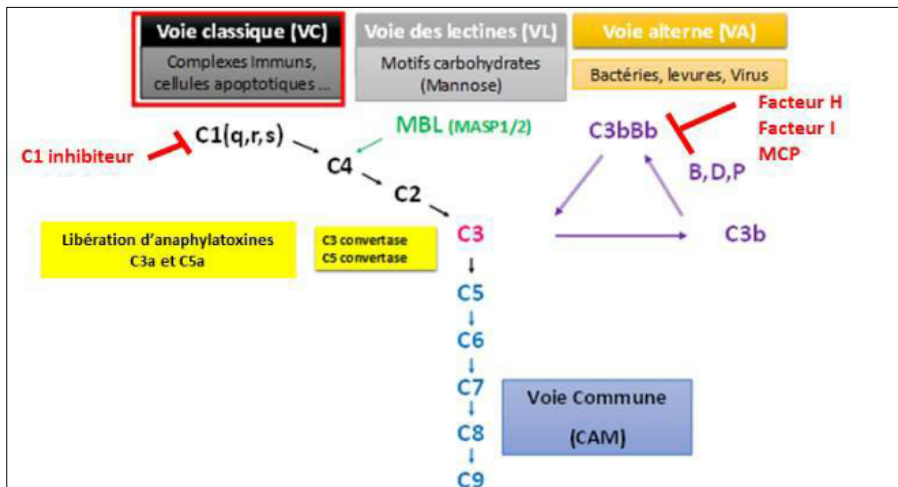 Voie classique (VC)
Complexes Immuns,
cellules apoptotiques ...
Voie des lectines (VL)
Motifs carbohydrates
(Mannose)
Voie alterne (VA)
Bactéries, levures, Virus
C1 inhibiteur
C1(q,r,s)
MBL (MASP1/2)
C4
C2
C3bBb
Facteur H
Facteur I
MCP
B,D,P
Libération d'anaphylatoxines
C3a et C5a
C3 convertase
C5 convertase
C3
C3b
C5
C6
C7
C8
C9
Voie Commune
(CAM)